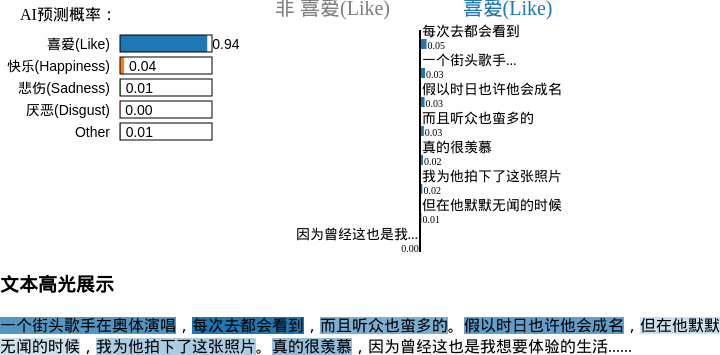 AI预测概率：
喜爱(Like) 0.94
快乐(Happiness) 0.04
悲伤(Sadness) 0.01
厌恶(Disgust) 0.00
Other 0.01
非 喜爱(Like) 喜爱(Like)
每次去都会看到
0.05
一个街头歌手...
0.03
假以时日也许他会成名
0.03
而且听众也蛮多的
0.03
真的很羡慕
0.02
我为他拍下了这张照片
0.02
但在他默默无闻的时候
0.01
因为曾经这也是我...
0.00
文本高光展示
一个街头歌手在奥体演唱，每次去都会看到，而且听众也蛮多的。假以时日也许他会成名，但在他默默
无闻的时候，我为他拍下了这张照片。真的很羡慕，因为曾经这也是我想要体验的生活......